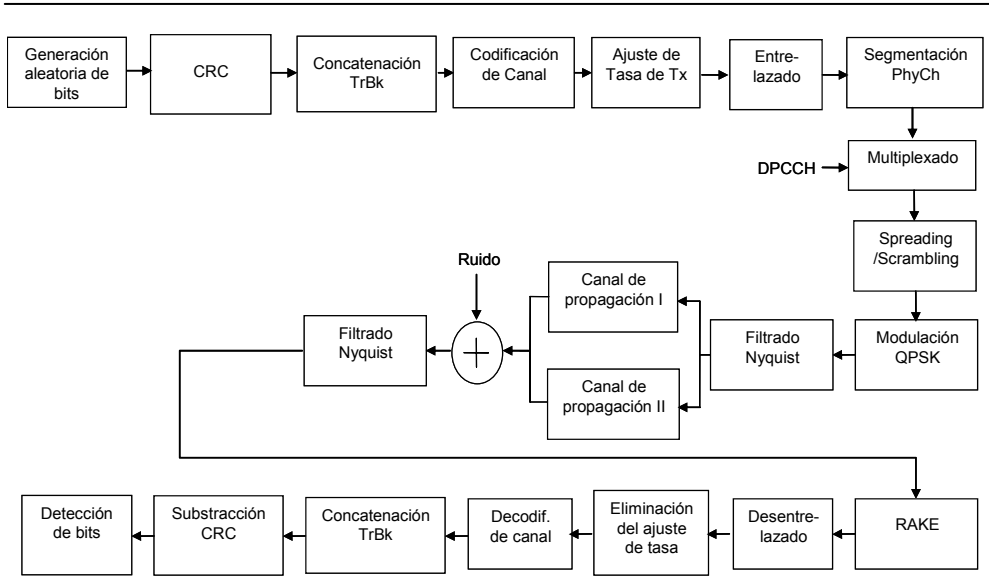 Generación
aleatoria de
bits
CRC
Concatenación
TrBk
Codificación
de Canal
Ajuste de
Tasa de Tx
Entre-
lazado
Segmentación
PhyCh
DPCCH
Multiplexado
Spreading
/Scrambling
Modulación
QPSK
Filtrado
Nyquist
Canal de
propagación I
Canal de
propagación II
Ruido
+
Filtrado
Nyquist
RAKE
Desentre-
lazado
Eliminación
del ajuste
de tasa
Decodif.
de canal
Concatenación
TrBk
Substracción
CRC
Detección
de bits